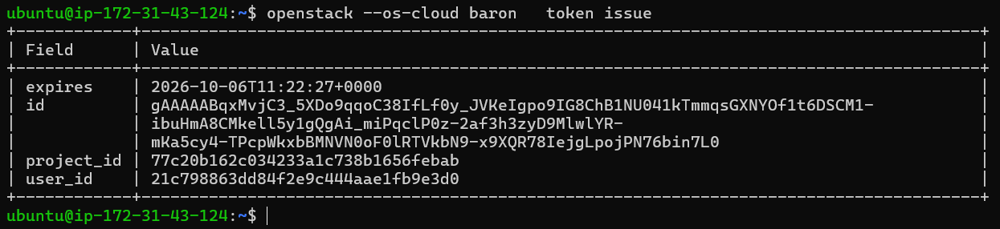 ubuntu@ip-172-31-43-124:~$ openstack --os-cloud baron   token issue
+------------+----------------------------------------------------------------------------------------+
| Field      | Value                                                                                  |
+------------+----------------------------------------------------------------------------------------+
| expires    | 2026-10-06T11:22:27+0000                                                               |
| id         | gAAAAABqxMvjC3_5XDo9qqoC38IfLf0y_JVKeIgpo9IG8ChB1NU041kTmmqsGXNYOf1t6DSCM1-            |
|            | ibuHmA8CMkell5y1gQgAi_miPqclP0z-2af3h3zyD9MlwlYR-                                      |
|            | mKa5cy4-TPcpWkxbBMNVN0oF0lRTVkbN9-x9XQR78IejgLpojPN76bin7L0                            |
| project_id | 77c20b162c034233a1c738b1656febab                                                       |
| user_id    | 21c798863dd84f2e9c444aae1fb9e3d0                                                       |
+------------+----------------------------------------------------------------------------------------+
ubuntu@ip-172-31-43-124:~$